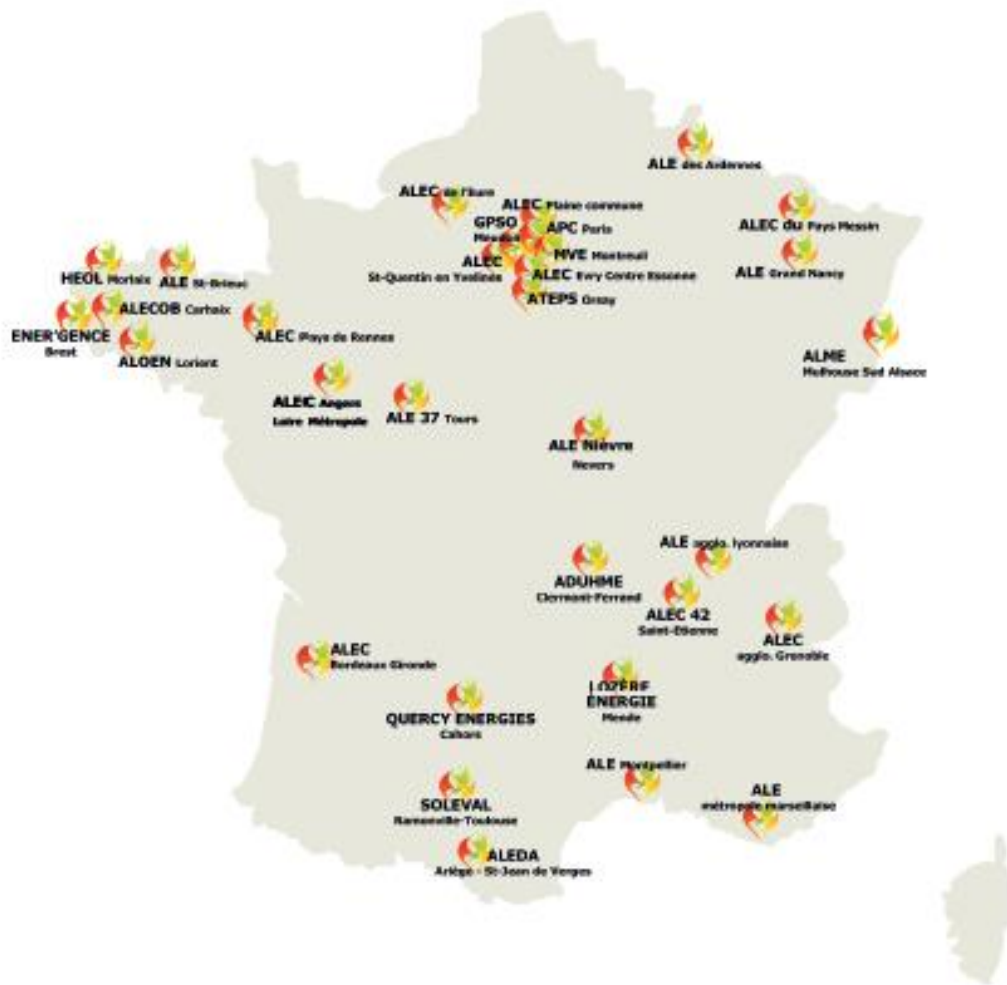 ALE des Ardennes
ALEC de l'Eure
ALEC Plaine commune
GPSO
Meudon
APC Paris
ALEC du Pays Messin
MVE Montreuil
ALEC
St-Quentin en Yvelines
ALEC Evry Centre Essonne
ALE Grand Nancy
HEOL Morlaix
ALE St-Brieuc
ATEPS Grazy
ALECOB Carhaix
ENER'GENCE
Brest
ALEC Pays de Rennes
ALOEN Lorient
ALME
Mulhouse Sud Alsace
ALEC Angers
Loire Métropole
ALE 37 Tours
ALE Nièvre
Nevers
ALE agglo. lyonnaise
ADUHME
Clermont-Ferrand
ALEC 42
Saint-Etienne
ALEC
agglo. Grenoble
ALEC
Bordeaux Gironde
LOZERE
ÉNERGIE
Mende
QUERCY ENERGIES
Cahors
ALE Montpellier
ALE
métropole marseillaise
SOLEVAL
Ramonville-Toulouse
ALEDA
Ariège - St-Jean de Verges